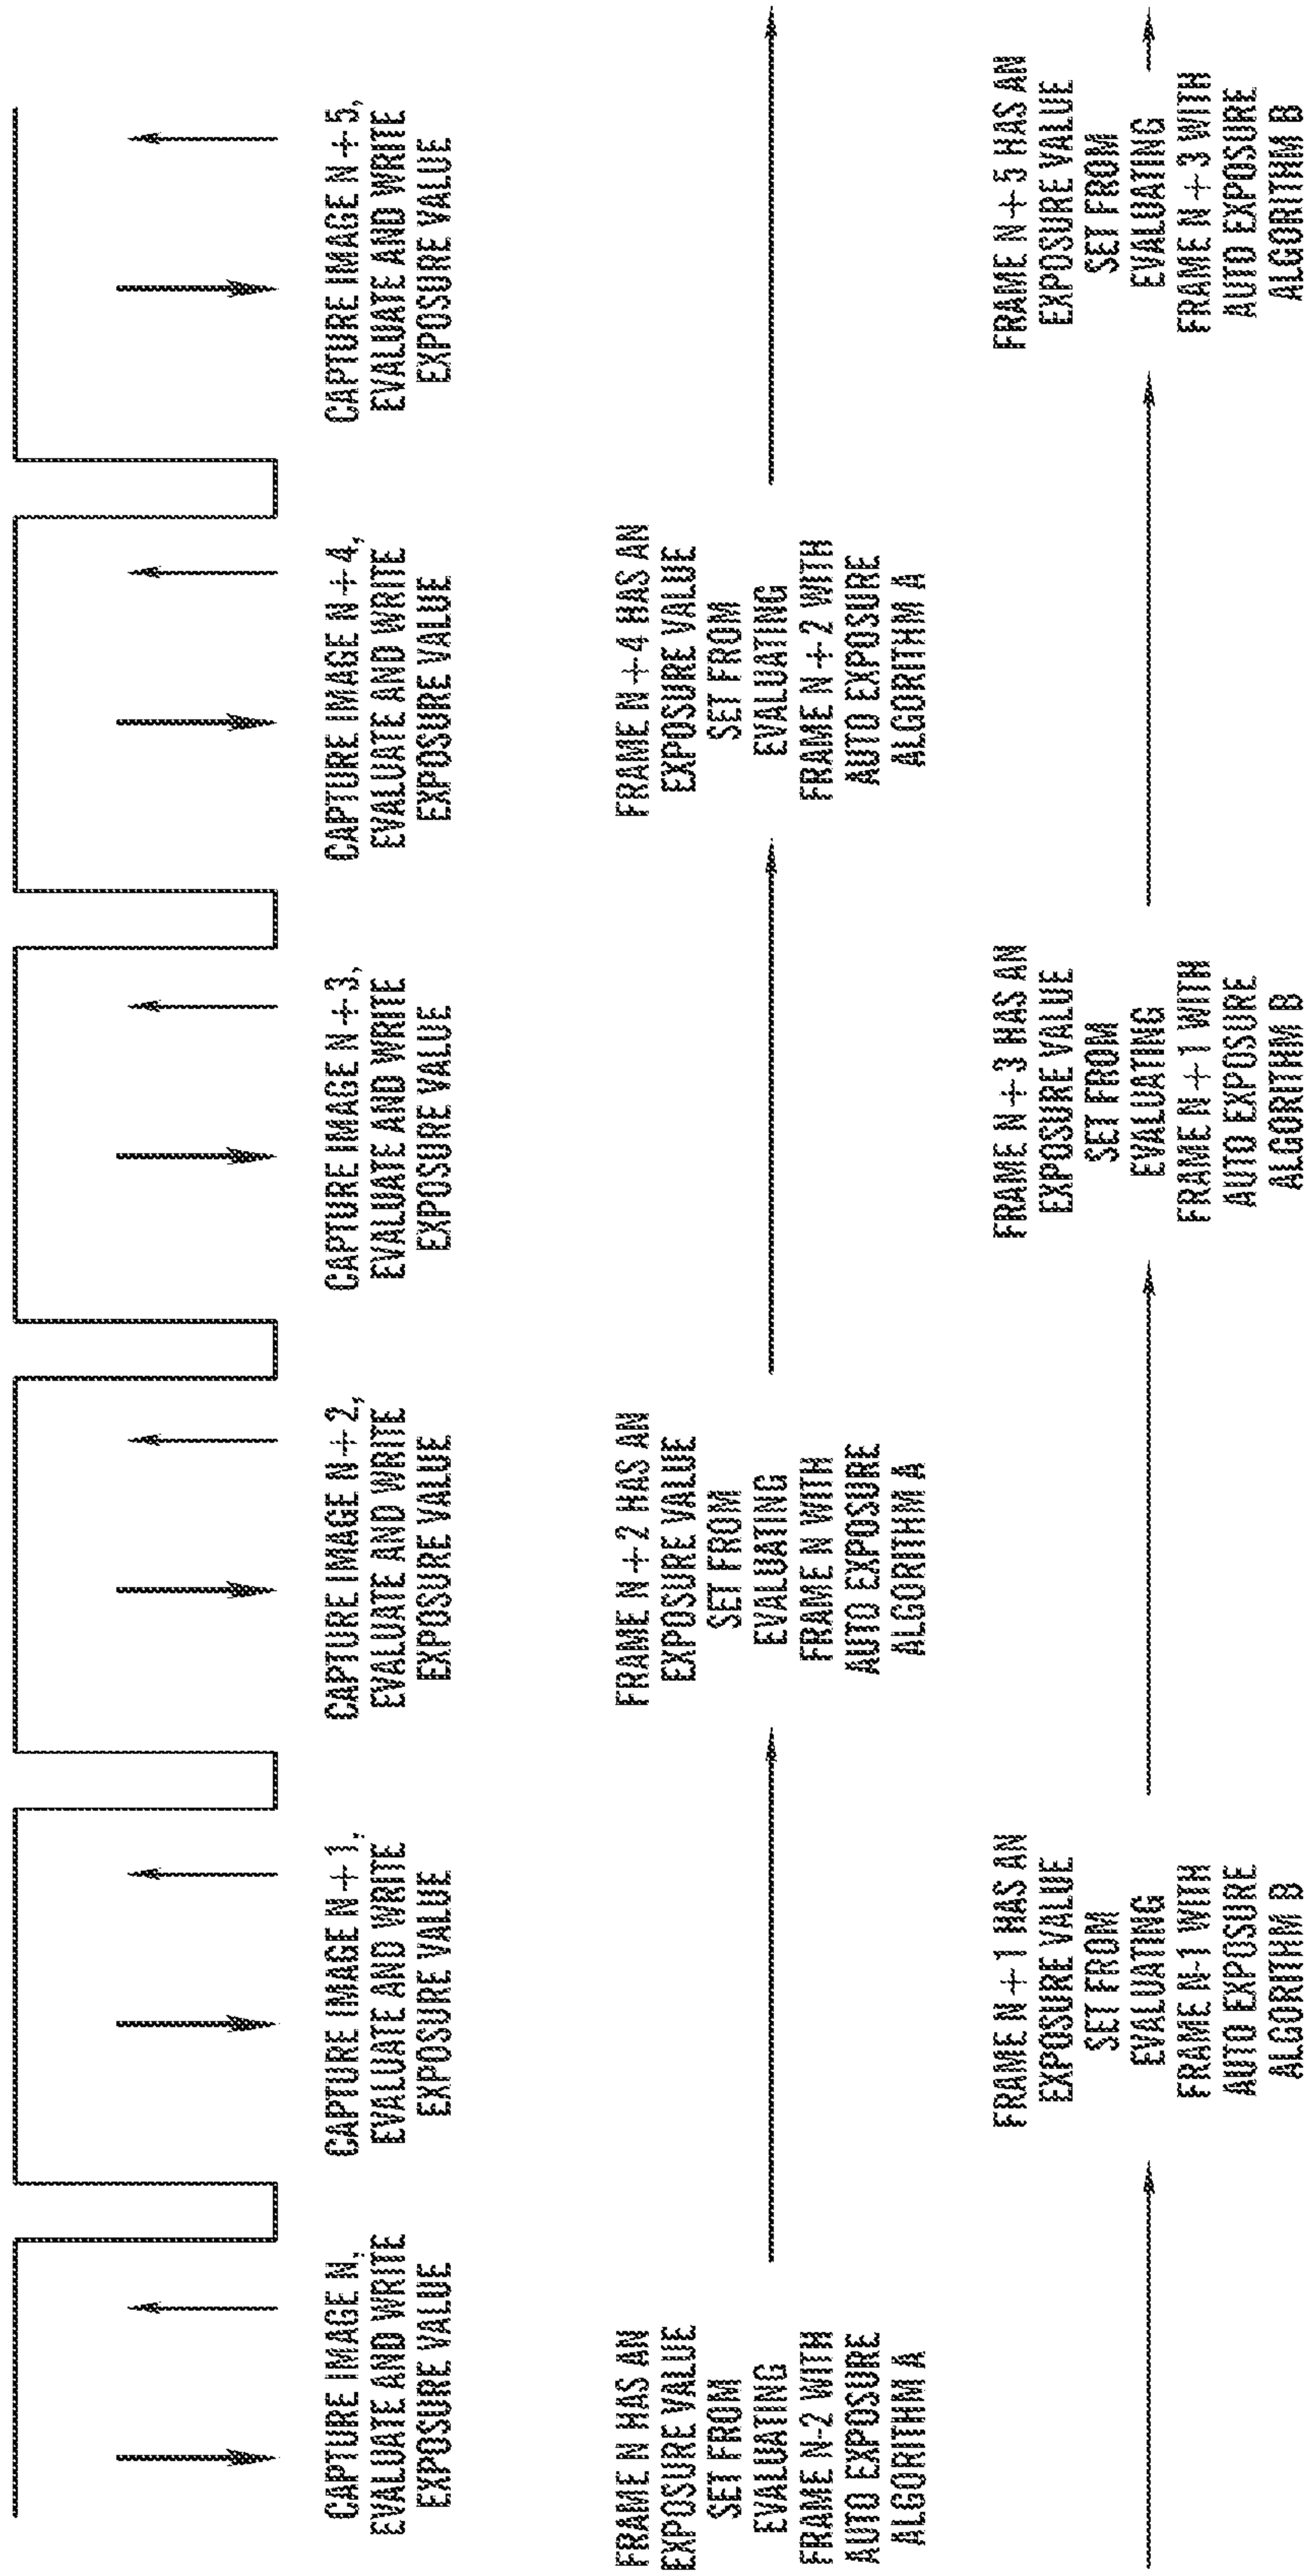 CAPTURE IMAGE N,
EVALUATE AND WRITE
EXPOSURE VALUE
CAPTURE IMAGE N + 1,
EVALUATE AND WRITE
EXPOSURE VALUE
CAPTURE IMAGE N + 2,
EVALUATE AND WRITE
EXPOSURE VALUE
CAPTURE IMAGE N + 3,
EVALUATE AND WRITE
EXPOSURE VALUE
CAPTURE IMAGE N + 4,
EVALUATE AND WRITE
EXPOSURE VALUE
CAPTURE IMAGE N + 5,
EVALUATE AND WRITE
EXPOSURE VALUE
FRAME N HAS AN
EXPOSURE VALUE
SET FROM
EVALUATING
FRAME N-2 WITH
AUTO EXPOSURE
ALGORITHM A
FRAME N + 2 HAS AN
EXPOSURE VALUE
SET FROM
EVALUATING
FRAME N WITH
AUTO EXPOSURE
ALGORITHM A
FRAME N + 4 HAS AN
EXPOSURE VALUE
SET FROM
EVALUATING
FRAME N + 2 WITH
AUTO EXPOSURE
ALGORITHM A
FRAME N + 1 HAS AN
EXPOSURE VALUE
SET FROM
EVALUATING
FRAME N-1 WITH
AUTO EXPOSURE
ALGORITHM B
FRAME N + 3 HAS AN
EXPOSURE VALUE
SET FROM
EVALUATING
FRAME N + 1 WITH
AUTO EXPOSURE
ALGORITHM B
FRAME N + 5 HAS AN
EXPOSURE VALUE
SET FROM
EVALUATING
FRAME N + 3 WITH
AUTO EXPOSURE
ALGORITHM B